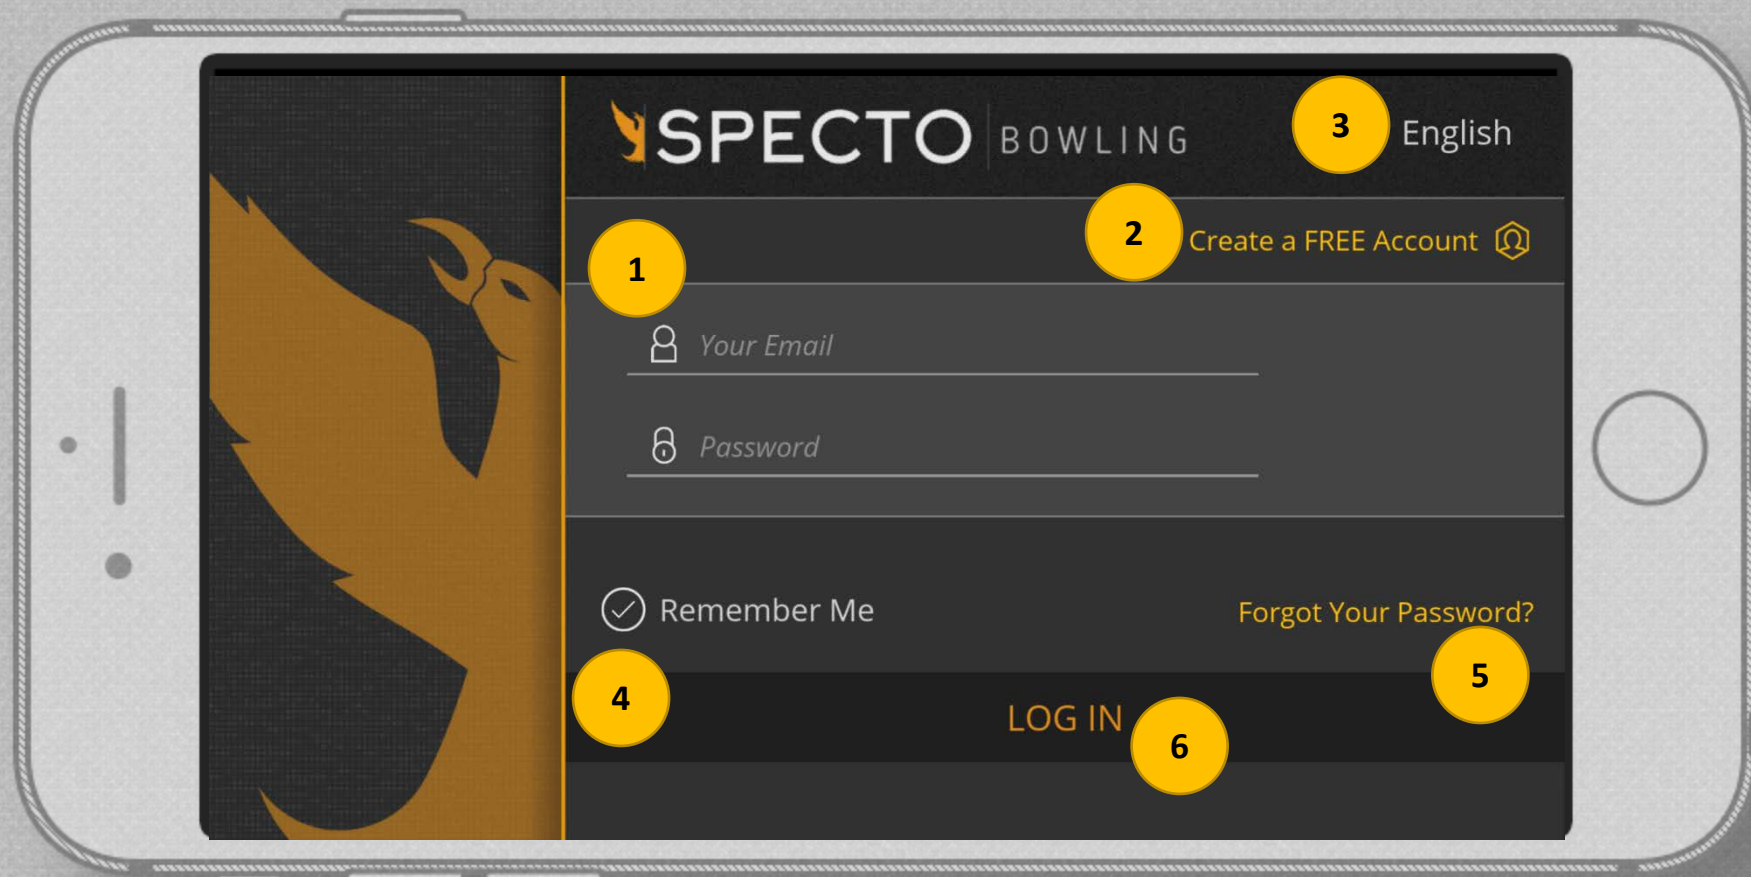 SPECTO BOWLING
3
English
2
Create a FREE Account
1
Your Email
Password
Remember Me
Forgot Your Password?
4
5
LOG IN
6